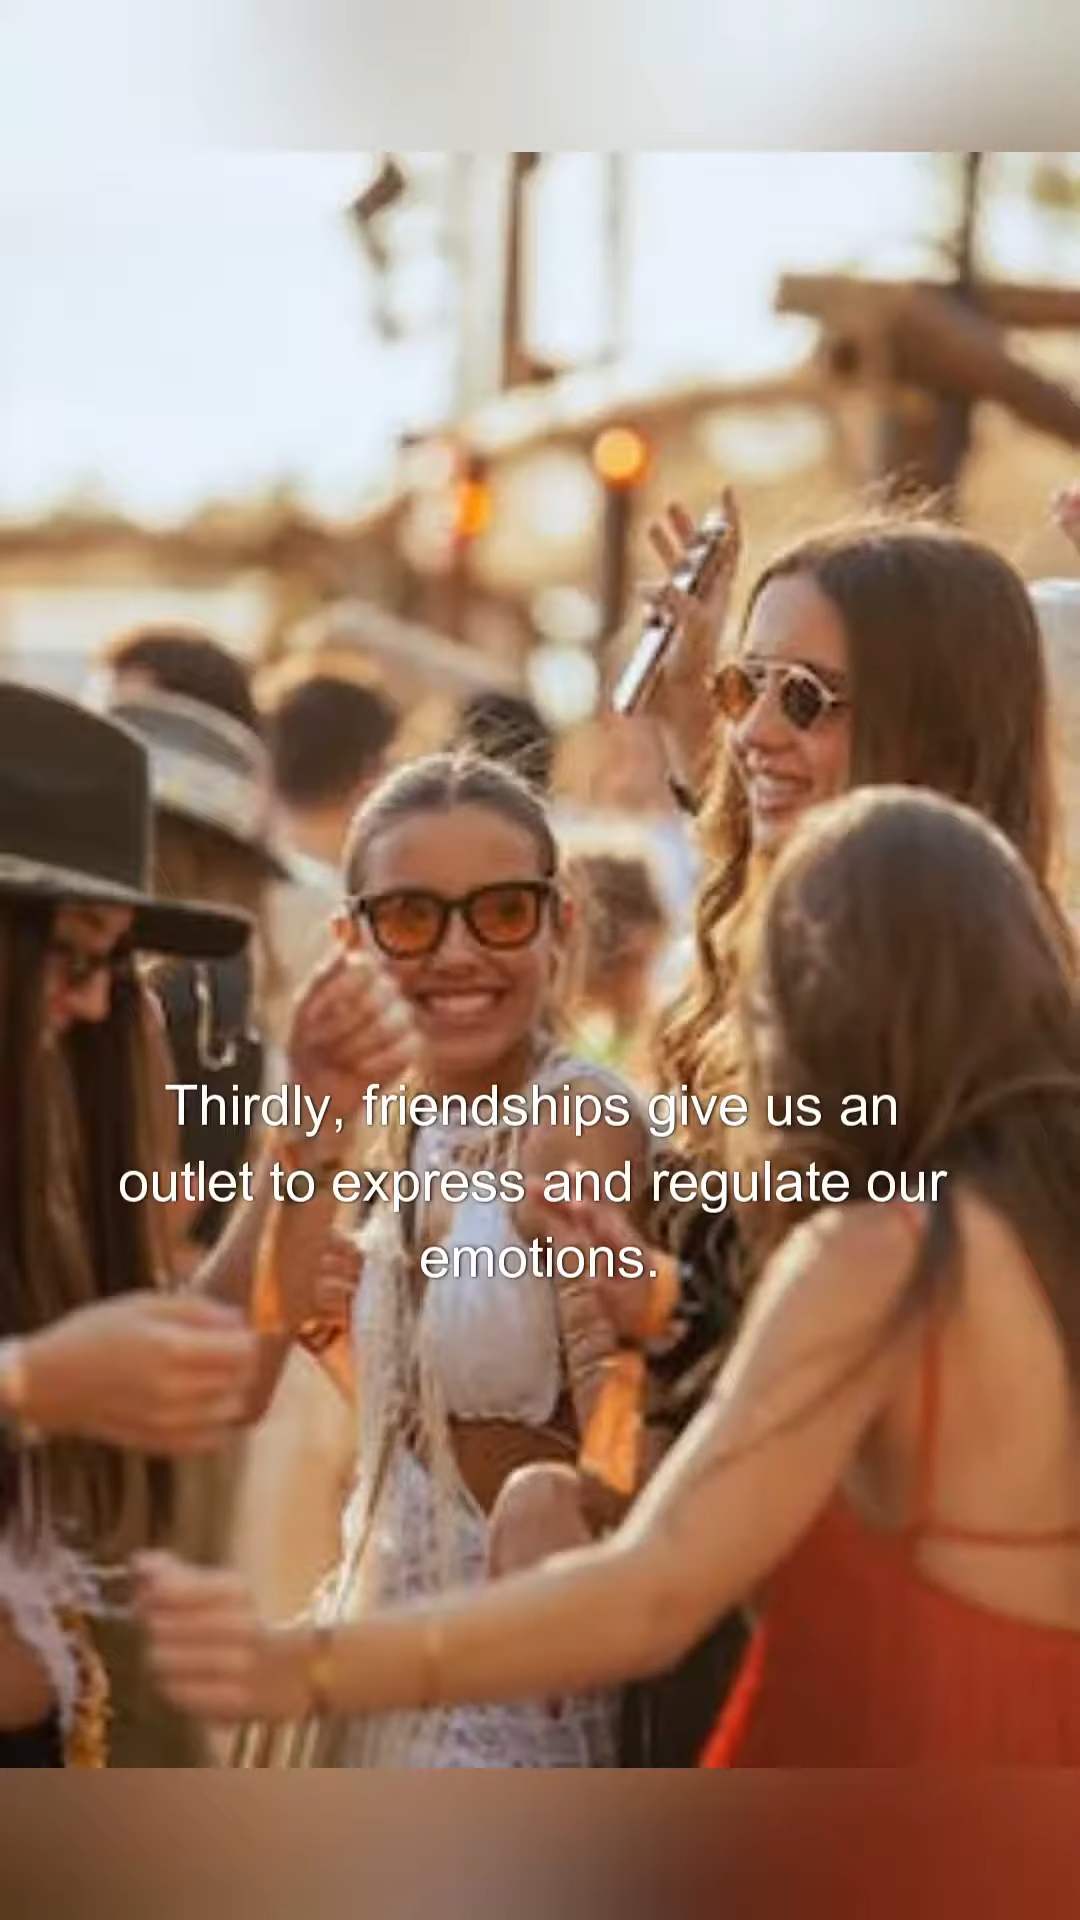 Thirdly, friendships give us an
outlet to express and regulate our
emotions.